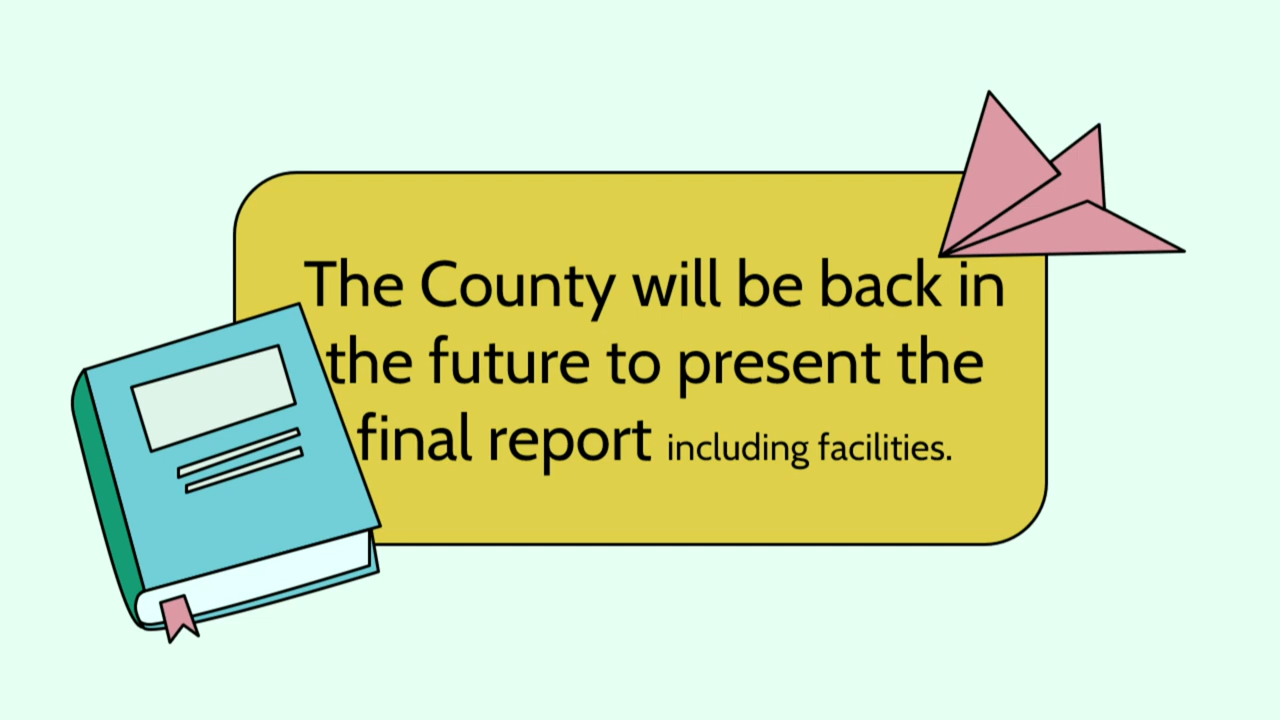 The County will be back in
the future to present the
final report including facilities.